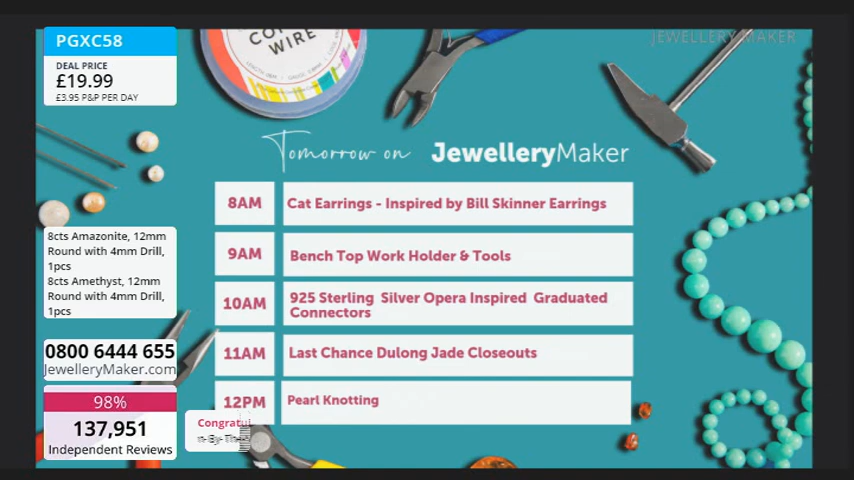 JEWELLERY MAKER
PGXC58
DEAL PRICE
£19.99
£3.95 P&P PER DAY
WIRE
Tomorrow on JewelleryMaker
8AM Cat Earrings - Inspired by Bill Skinner Earrings
9AM Bench Top Work Holder & Tools
10AM 925 Sterling Silver Opera Inspired Graduated
Connectors
11AM Last Chance Dulong Jade Closeouts
12PM Pearl Knotting
8cts Amazonite, 12mm
Round with 4mm Drill,
1pcs
8cts Amethyst, 12mm
Round with 4mm Drill,
1pcs
0800 6444 655
JewelleryMaker.com
98%
137,951
Independent Reviews
Congratu